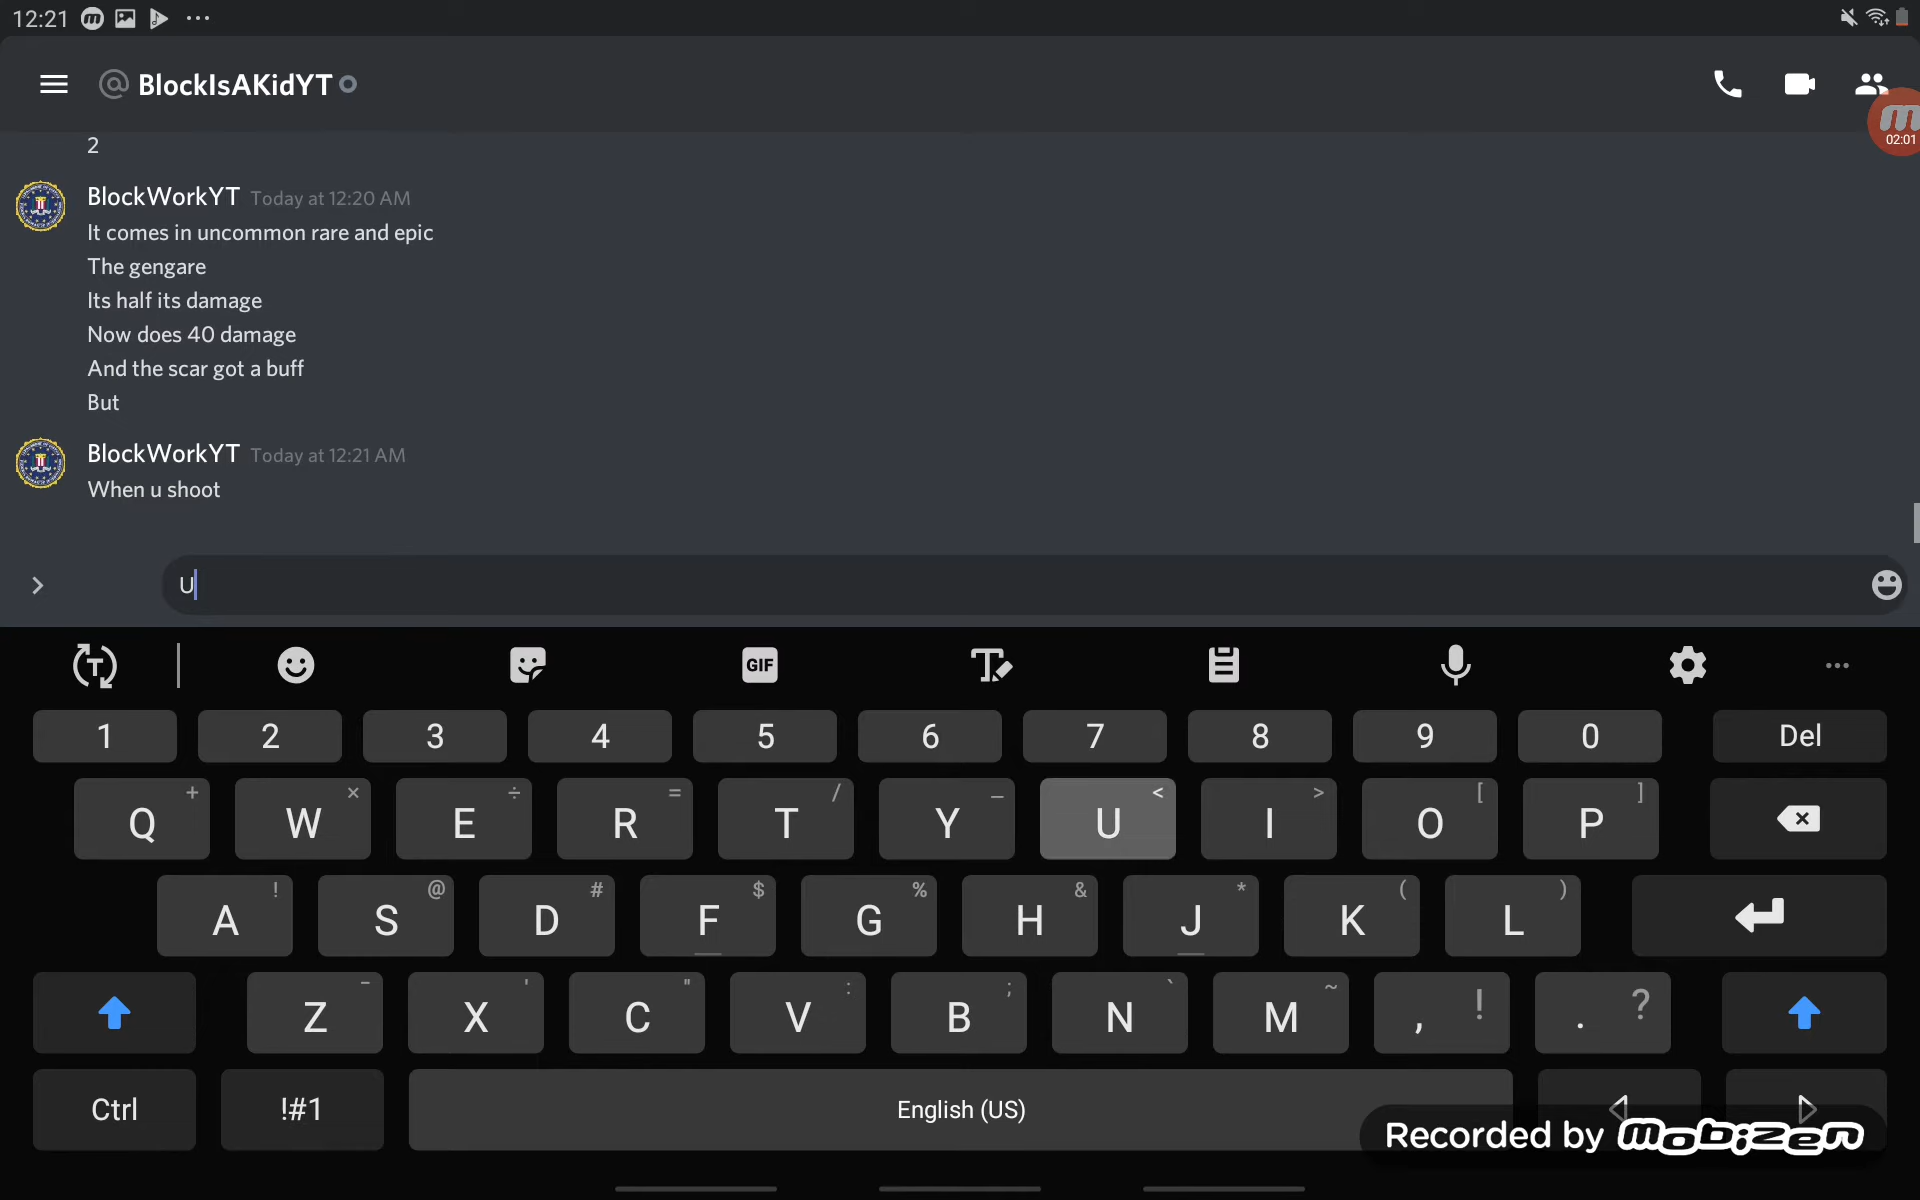 12:21
@ BlockIsAKidYT
02:01
2
BlockWorkYT Today at 12:20 AM
It comes in uncommon rare and epic
The gengare
Its half its damage
Now does 40 damage
And the scar got a buff
But
BlockWorkYT Today at 12:21 AM
When u shoot
U
GIF
1 2 3 4 5 6 7 8 9 0 Del
Q + W × E ÷ R = T / Y _ U < I > O [ P ]
A ! S @ D # F $ G % H & J * K ( L )
Z - X ' C " V : B ; N ` M ~ , ! . ?
Ctrl !#1 English (US)
Recorded by mobizen